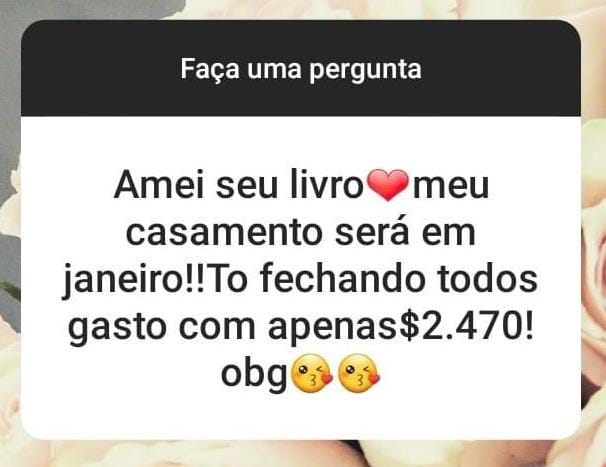 Faça uma pergunta
Amei seu livro❤️meu
casamento será em
janeiro!!To fechando todos
gasto com apenas$2.470!
obg😘😘